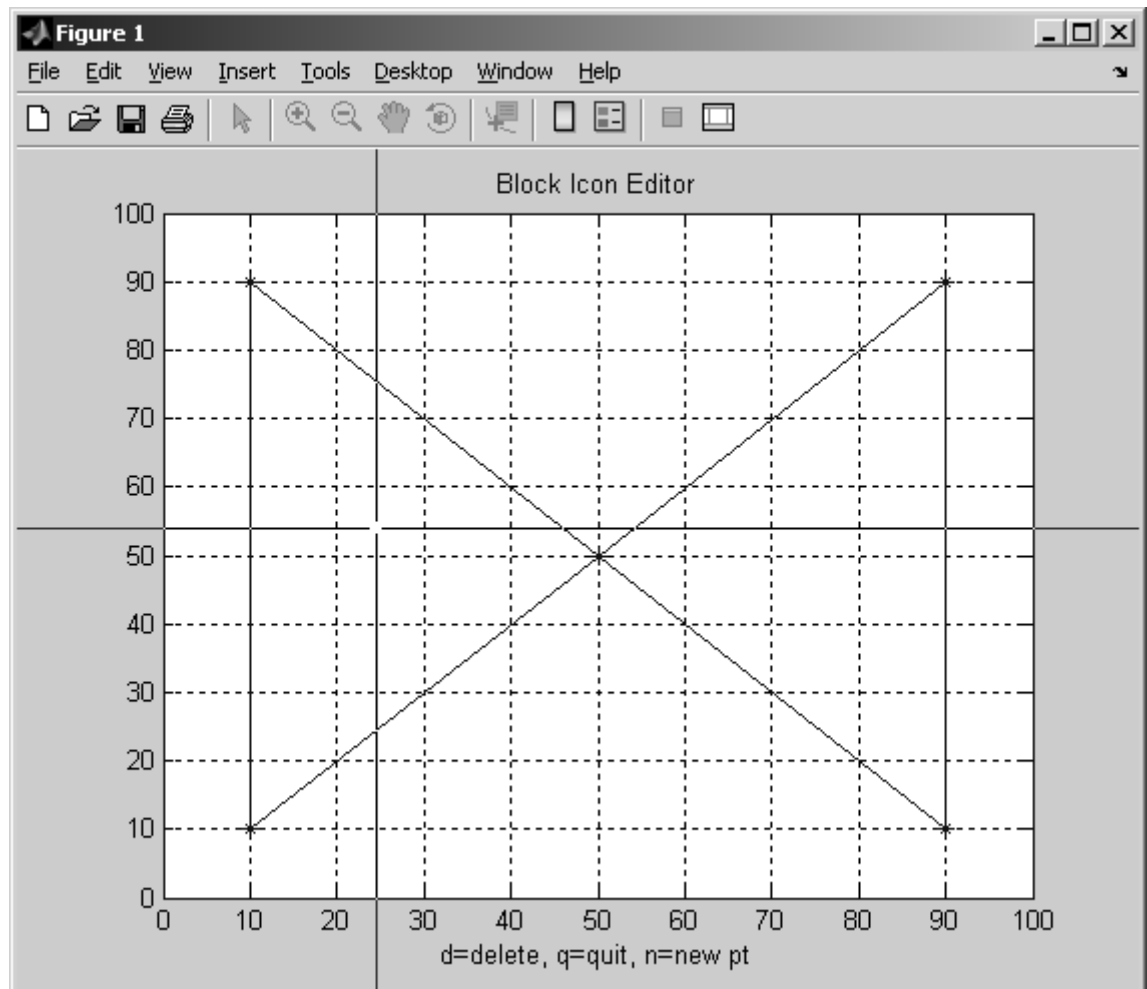 Figure 1
File Edit View Insert Tools Desktop Window Help
Block Icon Editor
100
90
80
70
60
50
40
30
20
10
0
0 10 20 30 40 50 60 70 80 90 100
d=delete, q=quit, n=new pt